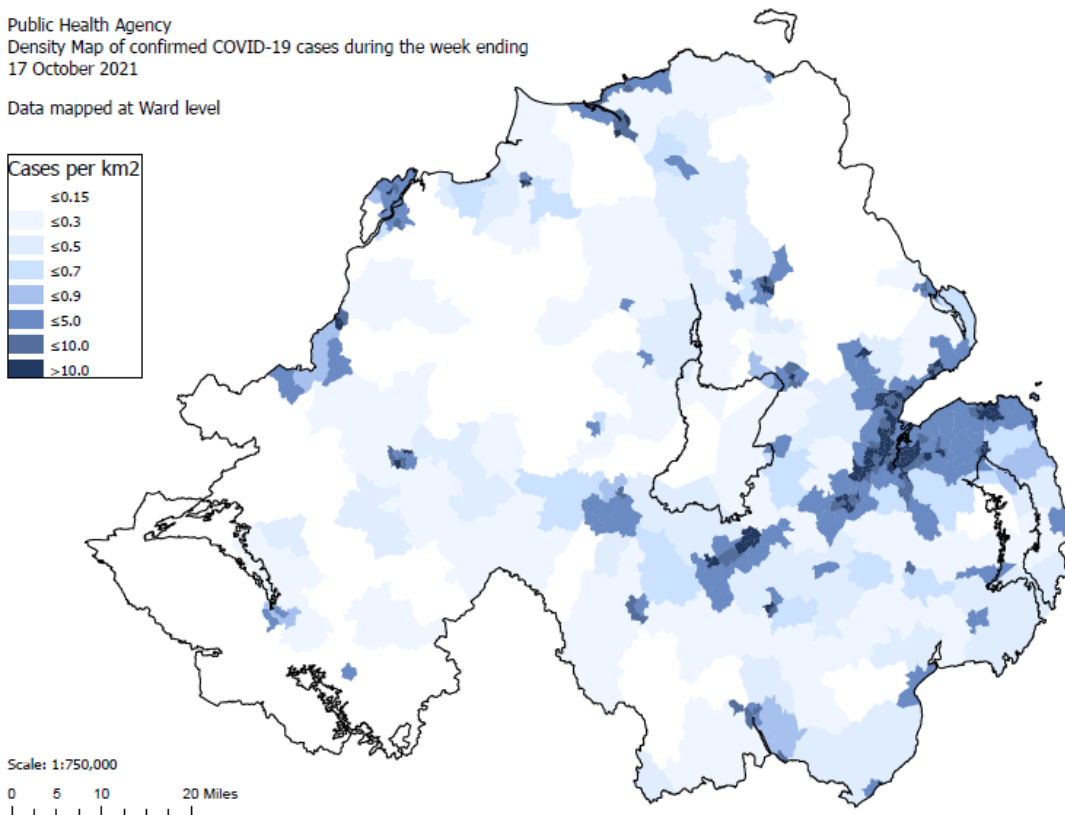 Public Health Agency
Density Map of confirmed COVID-19 cases during the week ending
17 October 2021
Data mapped at Ward level
Cases per km2
≤0.15
≤0.3
≤0.5
≤0.7
≤0.9
≤5.0
≤10.0
>10.0
Scale: 1:750,000
0 5 10 20 Miles